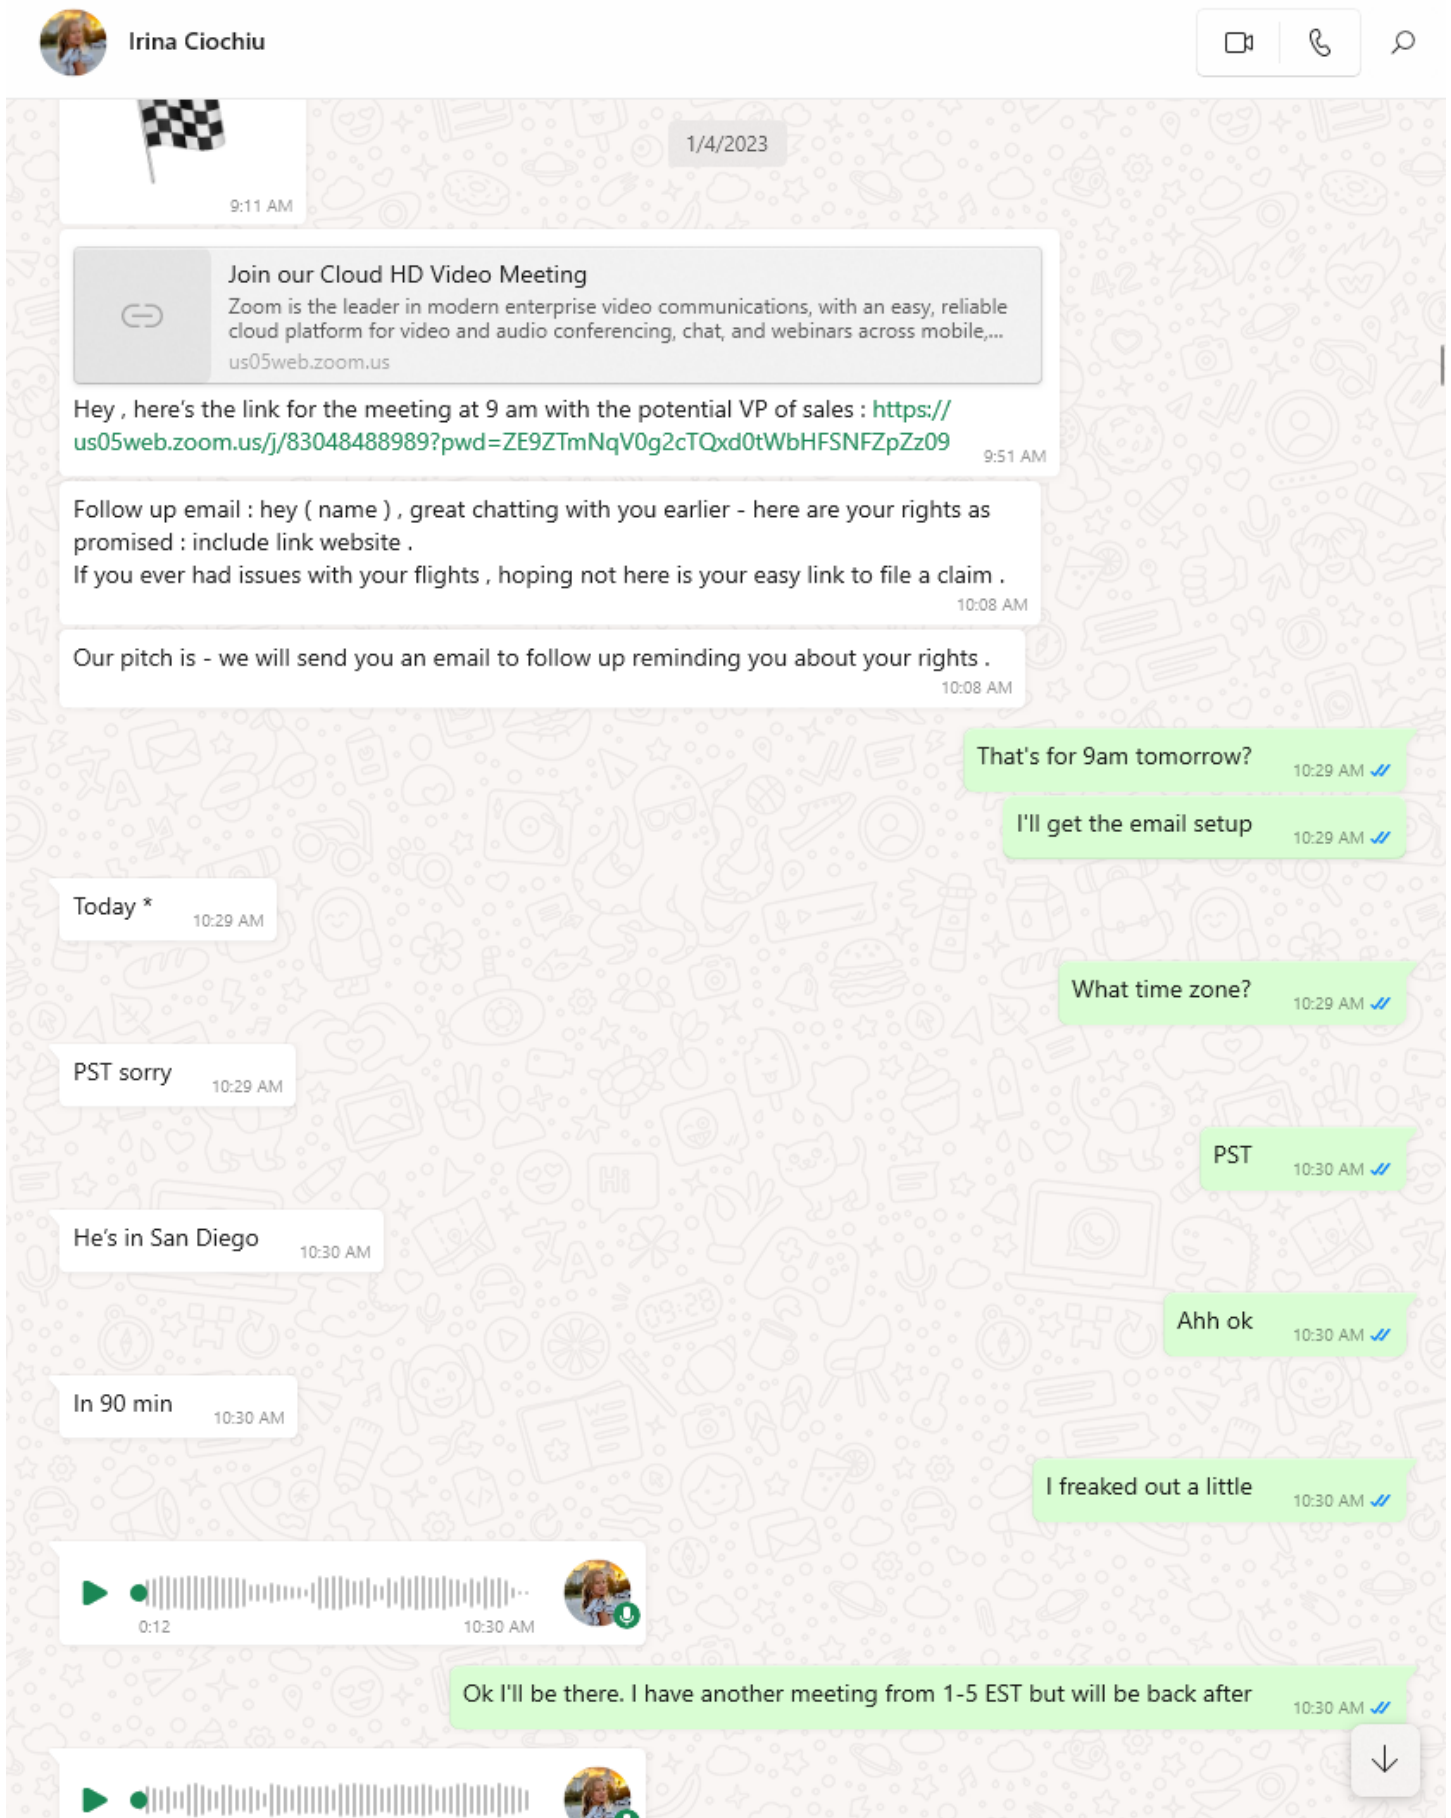 Irina Ciochiu
1/4/2023
9:11 AM
Join our Cloud HD Video Meeting
Zoom is the leader in modern enterprise video communications, with an easy, reliable
cloud platform for video and audio conferencing, chat, and webinars across mobile,...
us05web.zoom.us
Hey , here's the link for the meeting at 9 am with the potential VP of sales : https://
us05web.zoom.us/j/83048488989?pwd=ZE9ZTmNqV0g2cTQxd0tWbHFSNFZpZz09
9:51 AM
Follow up email : hey ( name ) , great chatting with you earlier - here are your rights as
promised : include link website .
If you ever had issues with your flights , hoping not here is your easy link to file a claim .
10:08 AM
Our pitch is - we will send you an email to follow up reminding you about your rights .
10:08 AM
That's for 9am tomorrow? 10:29 AM
I'll get the email setup 10:29 AM
Today * 10:29 AM
What time zone? 10:29 AM
PST sorry 10:29 AM
PST 10:30 AM
He's in San Diego 10:30 AM
Ahh ok 10:30 AM
In 90 min 10:30 AM
I freaked out a little 10:30 AM
0:12 10:30 AM
Ok I'll be there. I have another meeting from 1-5 EST but will be back after 10:30 AM